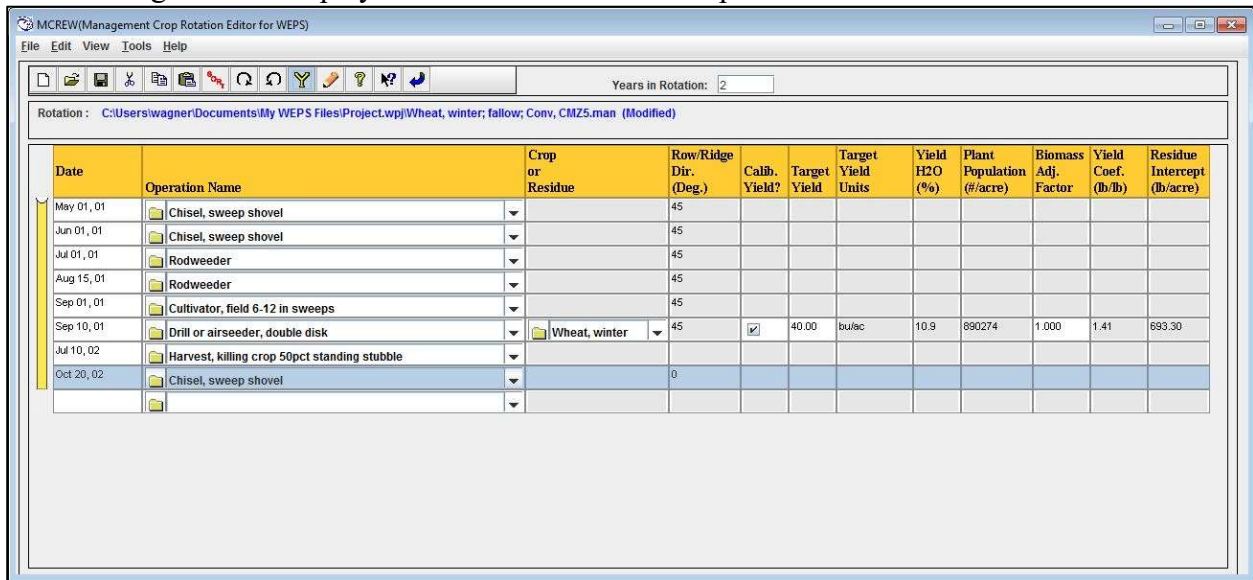 MCREW(Management Crop Rotation Editor for WEPS)
File Edit View Tools Help
Years in Rotation: 2
Rotation : C:\Users\wagner\Documents\My WEPS Files\Project.wpj\Wheat, winter; fallow; Conv, CMZ5.man (Modified)
Date Operation Name Crop or Residue Row/Ridge Dir. (Deg.) Calib. Yield? Target Yield Target Yield Units Yield H2O (%) Plant Population (#/acre) Biomass Adj. Factor Yield Coef. (lb/lb) Residue Intercept (lb/acre)
May 01, 01 Chisel, sweep shovel 45
Jun 01, 01 Chisel, sweep shovel 45
Jul 01, 01 Rodweeder 45
Aug 15, 01 Rodweeder 45
Sep 01, 01 Cultivator, field 6-12 in sweeps 45
Sep 10, 01 Drill or airseeder, double disk Wheat, winter 45 40.00 bu/ac 10.9 890274 1.000 1.41 693.30
Jul 10, 02 Harvest, killing crop 50pct standing stubble
Oct 20, 02 Chisel, sweep shovel 0